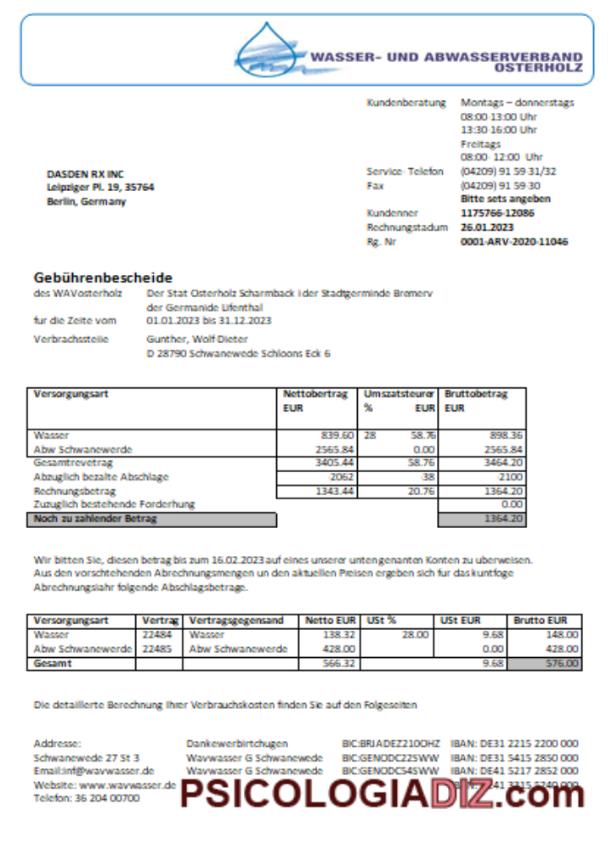 WASSER- UND ABWASSERVERBAND
OSTERHOLZ
Kundenberatung Montags – donnerstags
08:00 13:00 Uhr
13:30 16:00 Uhr
Freitags
08:00 12:00 Uhr
DASDEN RX INC
Leipziger Pl. 19, 35764
Berlin, Germany
Service- Telefon (04209) 91 59 31/32
Fax (04209) 91 59 30
Bitte sets angeben
Kundenner 1175766-12086
Rechnungstadum 26.01.2023
Rg. Nr 0001-ARV-2020-11046
Gebührenbescheide
des WAVosterholz Der Stat Osterholz Scharmback i der Stadtgerminde Bremerv
der Germanide Lifenthal
fur die Zeite vom 01.01.2023 bis 31.12.2023
Verbrachssteile Gunther, Wolf Dieter
D 28790 Schwanewede Schloons Eck 6
Versorgungsart Nettobertrag Umszatsteurer Bruttobetrag
EUR % EUR EUR
Wasser 839.60 28 58.76 898.36
Abw Schwanewerde 2565.84 0.00 2565.84
Gesamtrevetrag 3405.44 58.76 3464.20
Abzuglich bezalte Abschlage -2062 -38 -2100
Rechnungsbetrag 1343.44 20.76 1364.20
Zuzuglich bestehende Forderhung 0.00
Noch zu zahlender Betrag 1364.20
Wir bitten Sie, diesen betrag bis zum 16.02.2023 auf eines unserer untengenanten Konten zu uberweisen.
Aus den vorschtehenden Abrechnungsmengen un den aktuellen Preisen ergeben sich fur das kuntfoge
Abrechnungslahr folgende Abschlagsbetrage.
Versorgungsart Vertrag Vertragsgegensand Netto EUR USt % USt EUR Brutto EUR
Wasser 22484 Wasser 138.32 28.00 9.68 148.00
Abw Schwanewerde 22485 Abw Schwanewerde 428.00 0.00 428.00
Gesamt 566.32 9.68 576.00
Die detaillerte Berechnung Ihrer Verbrauchskosten finden Sie auf den Folgeseiten
Addresse: Dankewerbirtchugen BIC:BRJADEZ21OOHZ IBAN: DE31 2215 2200 000
Schwanewede 27 St 3 Wavwasser G Schwanewede BIC:GENODC22SWW IBAN: DE31 5415 2850 000
Email:inf@wavwasser.de Wavwasser G Schwanewede BIC:GENODC54SWW IBAN: DE41 5217 2852 000
Website: www.wavwasser.de
Telefon: 36 204 00700
PSICOLOGIADIZ.com